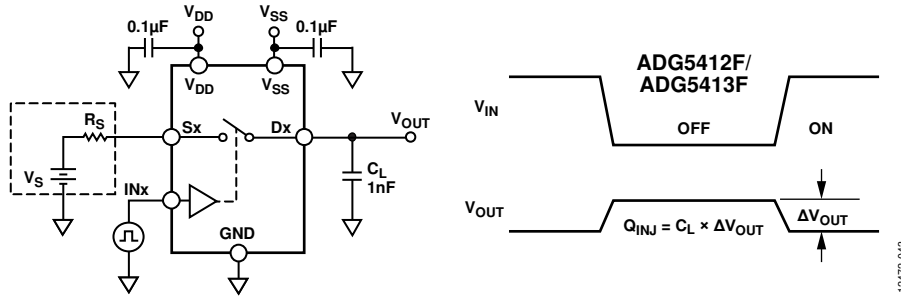 0.1µF
VDD
VSS
0.1µF
VDD
VSS
RS
Sx
Dx
VOUT
VS
INx
CL
1nF
GND
ADG5412F/
ADG5413F
VIN
OFF
ON
VOUT
QINJ = CL × ΔVOUT
ΔVOUT